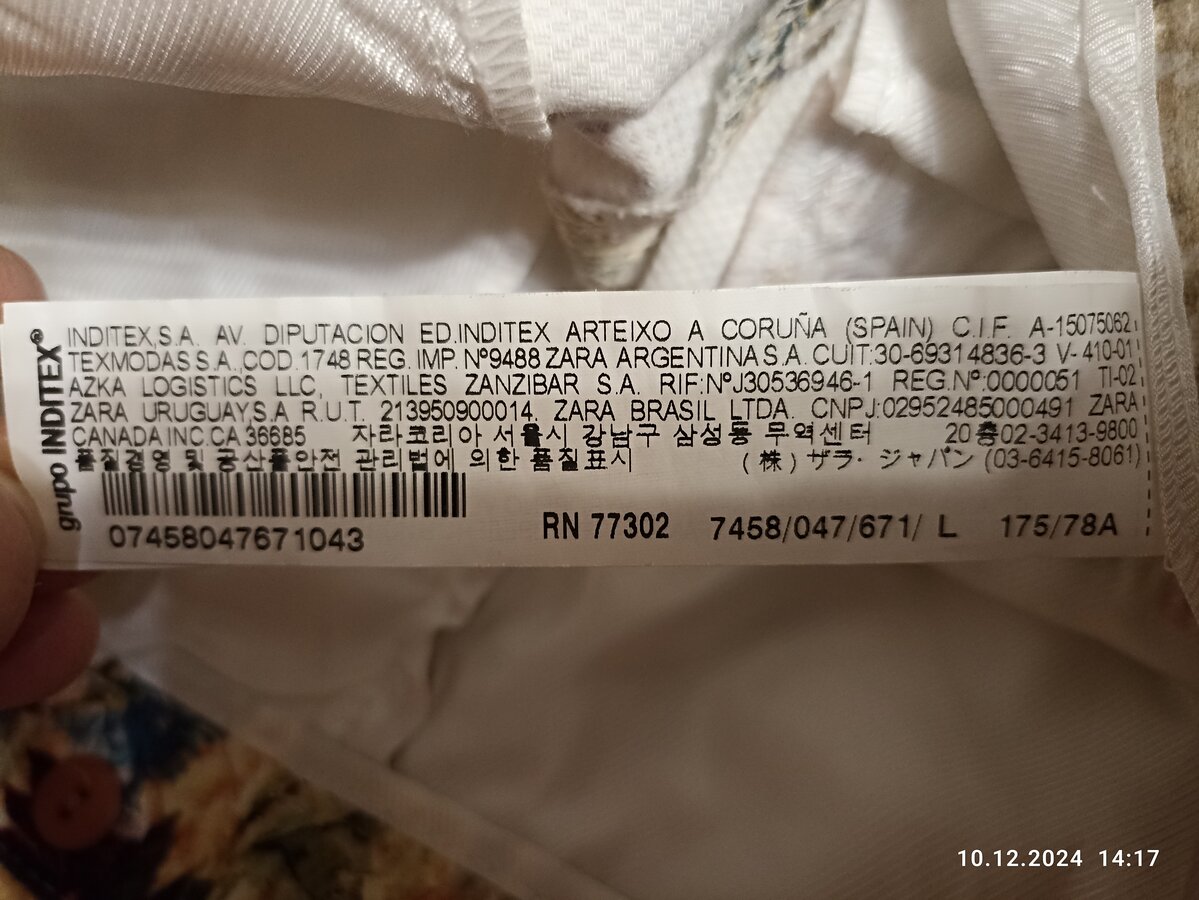 grupo INDITEX®
INDITEX,S.A. AV. DIPUTACION ED.INDITEX ARTEIXO A CORUÑA (SPAIN) C.I.F. A-15075062
TEXMODAS S.A.,COD.1748 REG. IMP. Nº9488 ZARA ARGENTINA S.A. CUIT:30-69314836-3 V-410-01
AZKA LOGISTICS LLC, TEXTILES ZANZIBAR S.A. RIF:NºJ30536946-1 REG.Nº:0000051 TI-02
ZARA URUGUAY,S.A R.U.T. 213950900014. ZARA BRASIL LTDA. CNPJ:02952485000491 ZARA
CANADA INC.CA 36685 자라코리아 서울시 강남구 삼성동 무역센터 20층02-3413-9800
품질경영 및 공산품안전 관리법에 의한 품질표시 (株) ザラ・ジャパン (03-6415-8061)
07458047671043 RN 77302 7458/047/671/ L 175/78A
10.12.2024 14:17